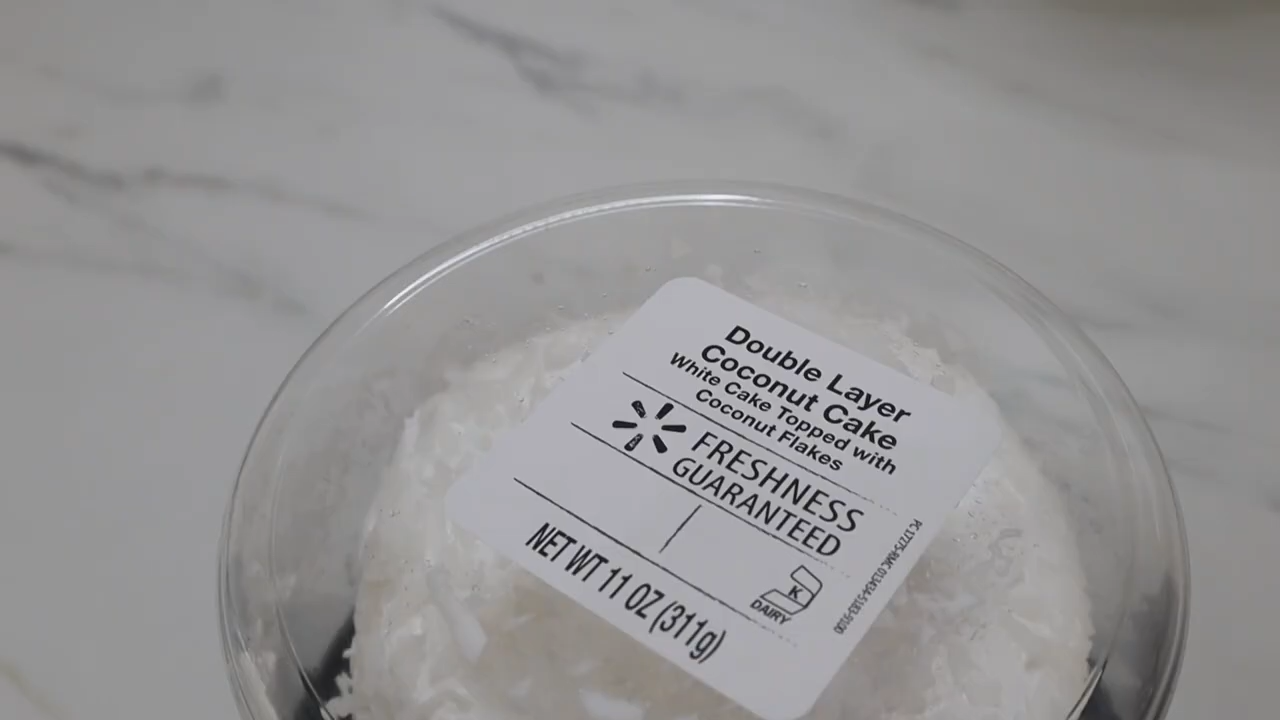 Double Layer
Coconut Cake
White Cake Topped with
Coconut Flakes
FRESHNESS
GUARANTEED
K
DAIRY
NET WT 11 OZ (311g)